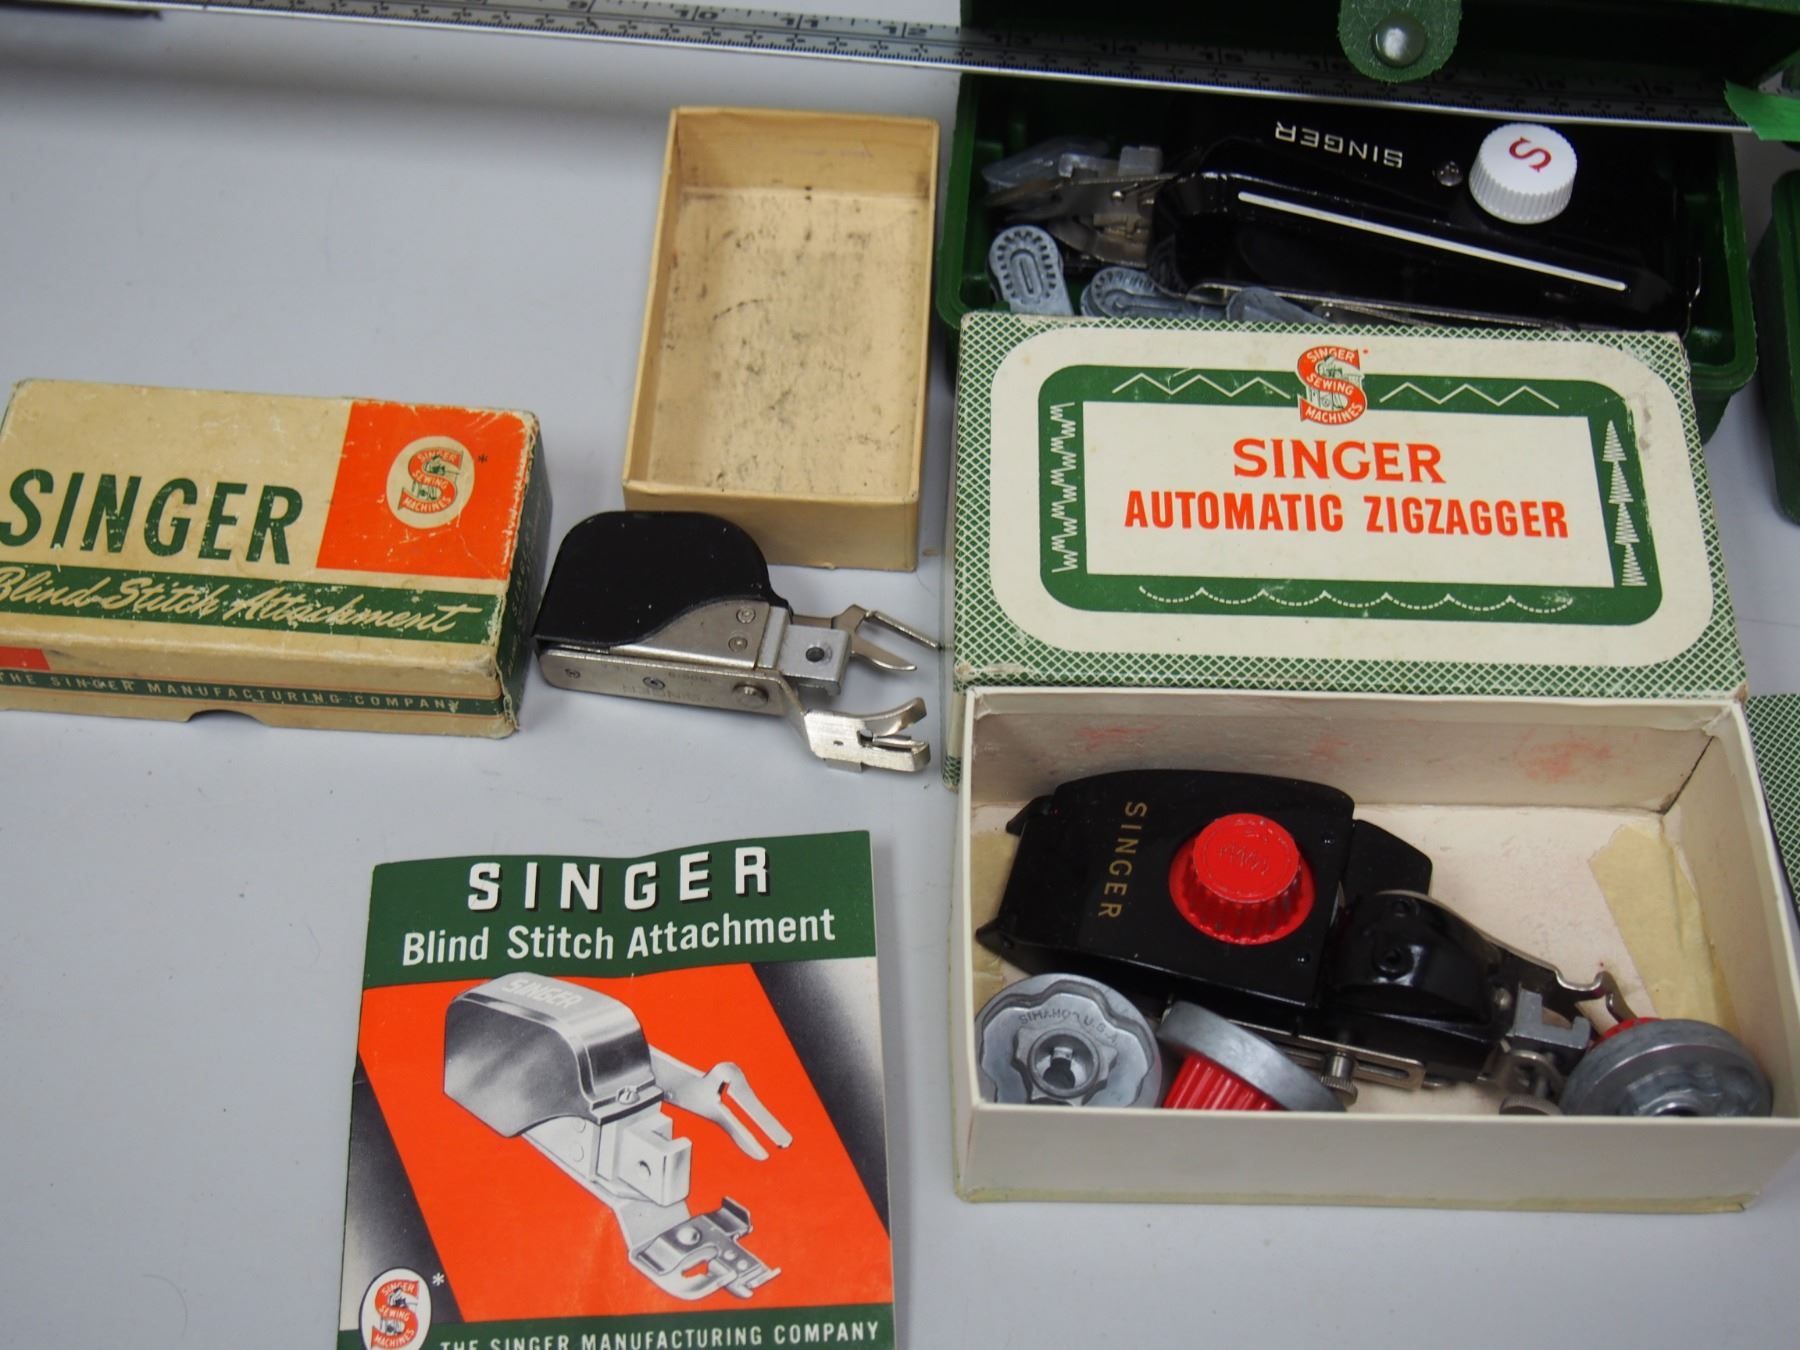 SINGER
S
SINGER
SEWING
MACHINES
SINGER
AUTOMATIC ZIGZAGGER
SINGER
SEWING
MACHINES
*
SINGER
Blind Stitch Attachment
THE SINGER MANUFACTURING COMPANY
SINGER
SIMANCO U.S.A
SINGER
Blind Stitch Attachment
SINGER
SINGER
SEWING
MACHINES
*
THE SINGER MANUFACTURING COMPANY